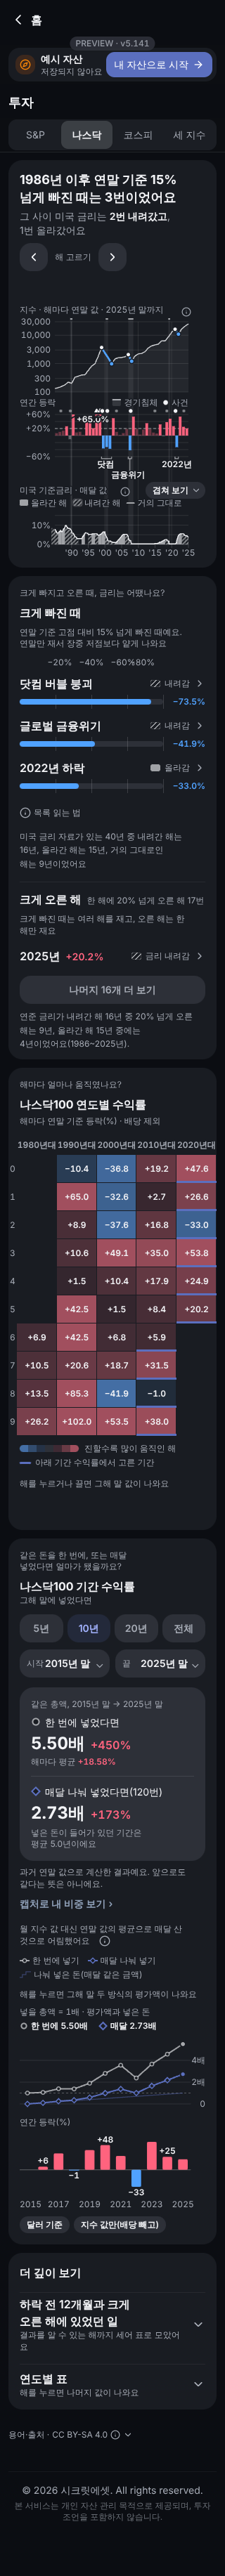 홈
PREVIEW · v5.141
예시 자산
저장되지 않아요
내 자산으로 시작 →
투자
S&P
나스닥
코스피
세 지수
1986년 이후 연말 기준 15%
넘게 빠진 때는 3번이었어요
그 사이 미국 금리는 2번 내려갔고,
1번 올라갔어요
해 고르기
지수 · 해마다 연말 값 · 2025년 말까지
30,000
10,000
3,000
1,000
300
100
연간 등락
경기침체
사건
+60%
+65.0%
+20%
−60%
닷컴
2022년
금융위기
미국 기준금리 · 매달 값
겹쳐 보기
올라간 해
내려간 해
거의 그대로
10%
0%
'90 '95 '00 '05 '10 '15 '20 '25
크게 빠지고 오른 때, 금리는 어땠나요?
크게 빠진 때
연말 기준 고점 대비 15% 넘게 빠진 때예요.
연말만 재서 장중 저점보다 얕게 나와요
−20% −40% −60% −80%
닷컴 버블 붕괴
내려감
−73.5%
글로벌 금융위기
내려감
−41.9%
2022년 하락
올라감
−33.0%
목록 읽는 법
미국 금리 자료가 있는 40년 중 내려간 해는
16년, 올라간 해는 15년, 거의 그대로인
해는 9년이었어요
크게 오른 해 한 해에 20% 넘게 오른 해 17번
크게 빠진 때는 여러 해를 재고, 오른 해는 한
해만 재요
2025년 +20.2%
금리 내려감
나머지 16개 더 보기
연준 금리가 내려간 해 16년 중 20% 넘게 오른
해는 9년, 올라간 해 15년 중에는
4년이었어요(1986~2025년).
해마다 얼마나 움직였나요?
나스닥100 연도별 수익률
해마다 연말 기준 등락(%) · 배당 제외
1980년대 1990년대 2000년대 2010년대 2020년대
0 −10.4 −36.8 +19.2 +47.6
1 +65.0 −32.6 +2.7 +26.6
2 +8.9 −37.6 +16.8 −33.0
3 +10.6 +49.1 +35.0 +53.8
4 +1.5 +10.4 +17.9 +24.9
5 +42.5 +1.5 +8.4 +20.2
6 +6.9 +42.5 +6.8 +5.9
7 +10.5 +20.6 +18.7 +31.5
8 +13.5 +85.3 −41.9 −1.0
9 +26.2 +102.0 +53.5 +38.0
진할수록 많이 움직인 해
아래 기간 수익률에서 고른 기간
해를 누르거나 끌면 그해 말 값이 나와요
같은 돈을 한 번에, 또는 매달
넣었다면 얼마가 됐을까요?
나스닥100 기간 수익률
그해 말에 넣었다면
5년
10년
20년
전체
시작 2015년 말
끝 2025년 말
같은 총액, 2015년 말 → 2025년 말
한 번에 넣었다면
5.50배 +450%
해마다 평균 +18.58%
매달 나눠 넣었다면(120번)
2.73배 +173%
넣은 돈이 들어가 있던 기간은
평균 5.0년이에요
과거 연말 값으로 계산한 결과예요. 앞으로도
같다는 뜻은 아니에요.
캡처로 내 비중 보기 ›
월 지수 값 대신 연말 값의 평균으로 매달 산
것으로 어림했어요
한 번에 넣기
매달 나눠 넣기
나눠 넣은 돈(매달 같은 금액)
해를 누르면 그해 말 두 방식의 평가액이 나와요
넣을 총액 = 1배 · 평가액과 넣은 돈
한 번에 5.50배
매달 2.73배
4배
2배
0
연간 등락(%)
+48
+6
+25
−1
−33
2015 2017 2019 2021 2023 2025
달러 기준
지수 값만(배당 빼고)
더 깊이 보기
하락 전 12개월과 크게
오른 해에 있었던 일
결과를 알 수 있는 해까지 세어 표로 모았어
요
연도별 표
해를 누르면 나머지 값이 나와요
용어·출처 · CC BY-SA 4.0
© 2026 시크릿에셋. All rights reserved.
본 서비스는 개인 자산 관리 목적으로 제공되며, 투자
조언을 포함하지 않습니다.